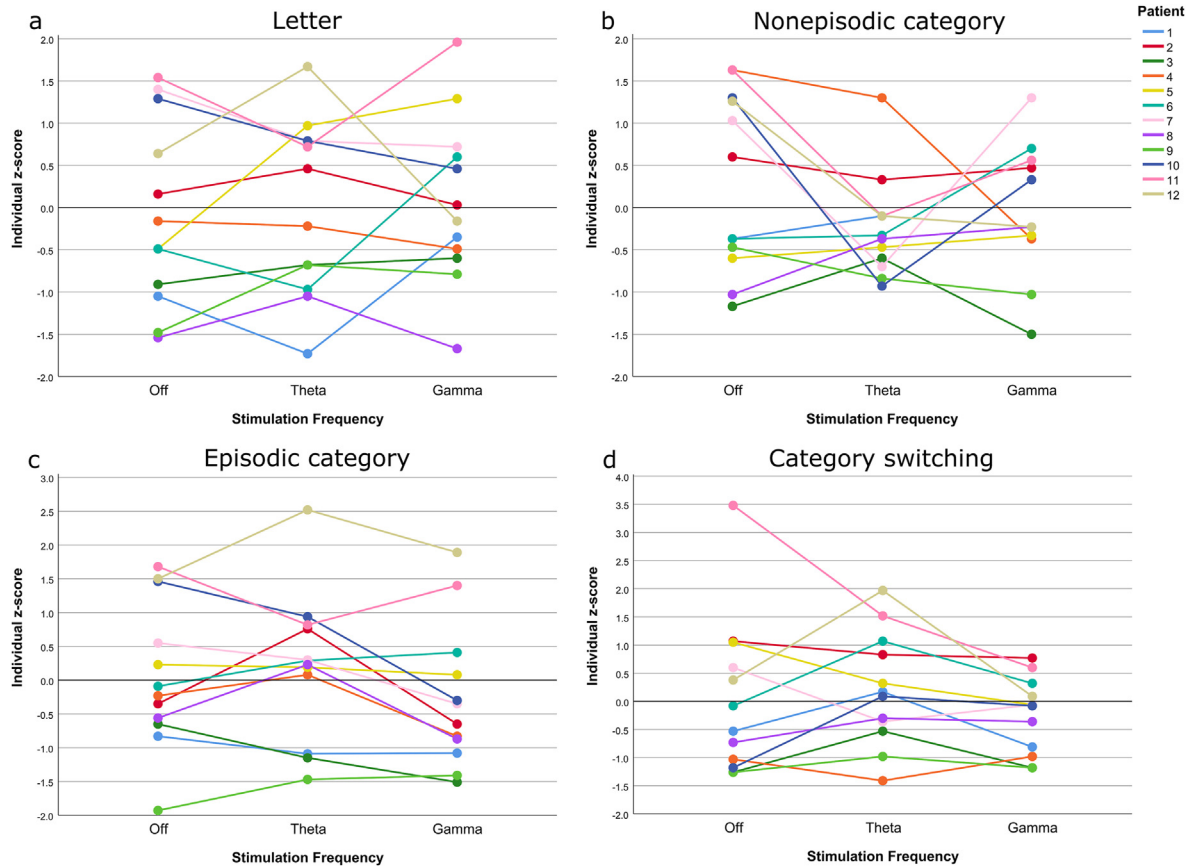 a
Letter
2.0
1.5
1.0
0.5
0.0
-0.5
-1.0
-1.5
-2.0
Individual z-score
Off
Theta
Gamma
Stimulation Frequency
b
Nonepisodic category
2.0
1.5
1.0
0.5
0.0
-0.5
-1.0
-1.5
-2.0
Individual z-score
Off
Theta
Gamma
Stimulation Frequency
Patient
1
2
3
4
5
6
7
8
9
10
11
12
c
Episodic category
3.0
2.5
2.0
1.5
1.0
0.5
0.0
-0.5
-1.0
-1.5
-2.0
Individual z-score
Off
Theta
Gamma
Stimulation Frequency
d
Category switching
4.0
3.5
3.0
2.5
2.0
1.5
1.0
0.5
0.0
-0.5
-1.0
-1.5
-2.0
Individual z-score
Off
Theta
Gamma
Stimulation Frequency